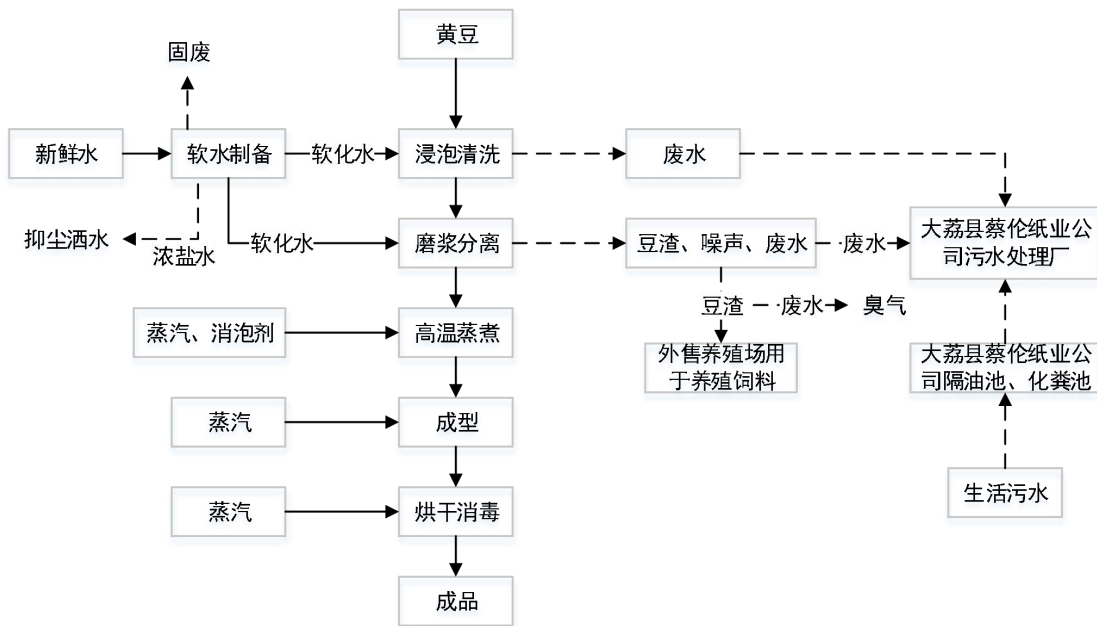 黄豆
固废
新鲜水
软水制备
软化水
浸泡清洗
废水
抑尘洒水
浓盐水
软化水
磨浆分离
豆渣、噪声、废水
废水
大荔县蔡伦纸业公
司污水处理厂
豆渣
废水
臭气
蒸汽、消泡剂
高温蒸煮
外售养殖场用
于养殖饲料
大荔县蔡伦纸业公
司隔油池、化粪池
蒸汽
成型
生活污水
蒸汽
烘干消毒
成品